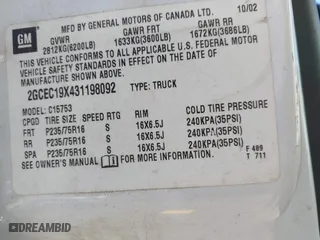 GM
MFD BY GENERAL MOTORS OF CANADA LTD. 10/02
GVWR GAWR FRT GAWR RR
2812KG(6200LB) 1633KG(3600LB) 1672KG(3686LB)
THIS VEHICLE CONFORMS TO ALL APPLICABLE U.S. FEDERAL
MOTOR VEHICLE SAFETY STANDARDS IN EFFECT ON THE DATE OF
MANUFACTURE SHOWN ABOVE.
2GCEC19X431198092 TYPE: TRUCK
MODEL: C15753
CPGD TIRE SIZE SPEED RTG RIM COLD TIRE PRESSURE
FRT P235/75R16 S 16X6.5J 240KPA(35PSI)
RR P235/75R16 S 16X6.5J 240KPA(35PSI)
SPA P235/75R16 S 16X6.5J 240KPA(35PSI)
SEE OWNER'S MANUAL FOR MORE INFORMATION. F 489
T 711
DREAMBID